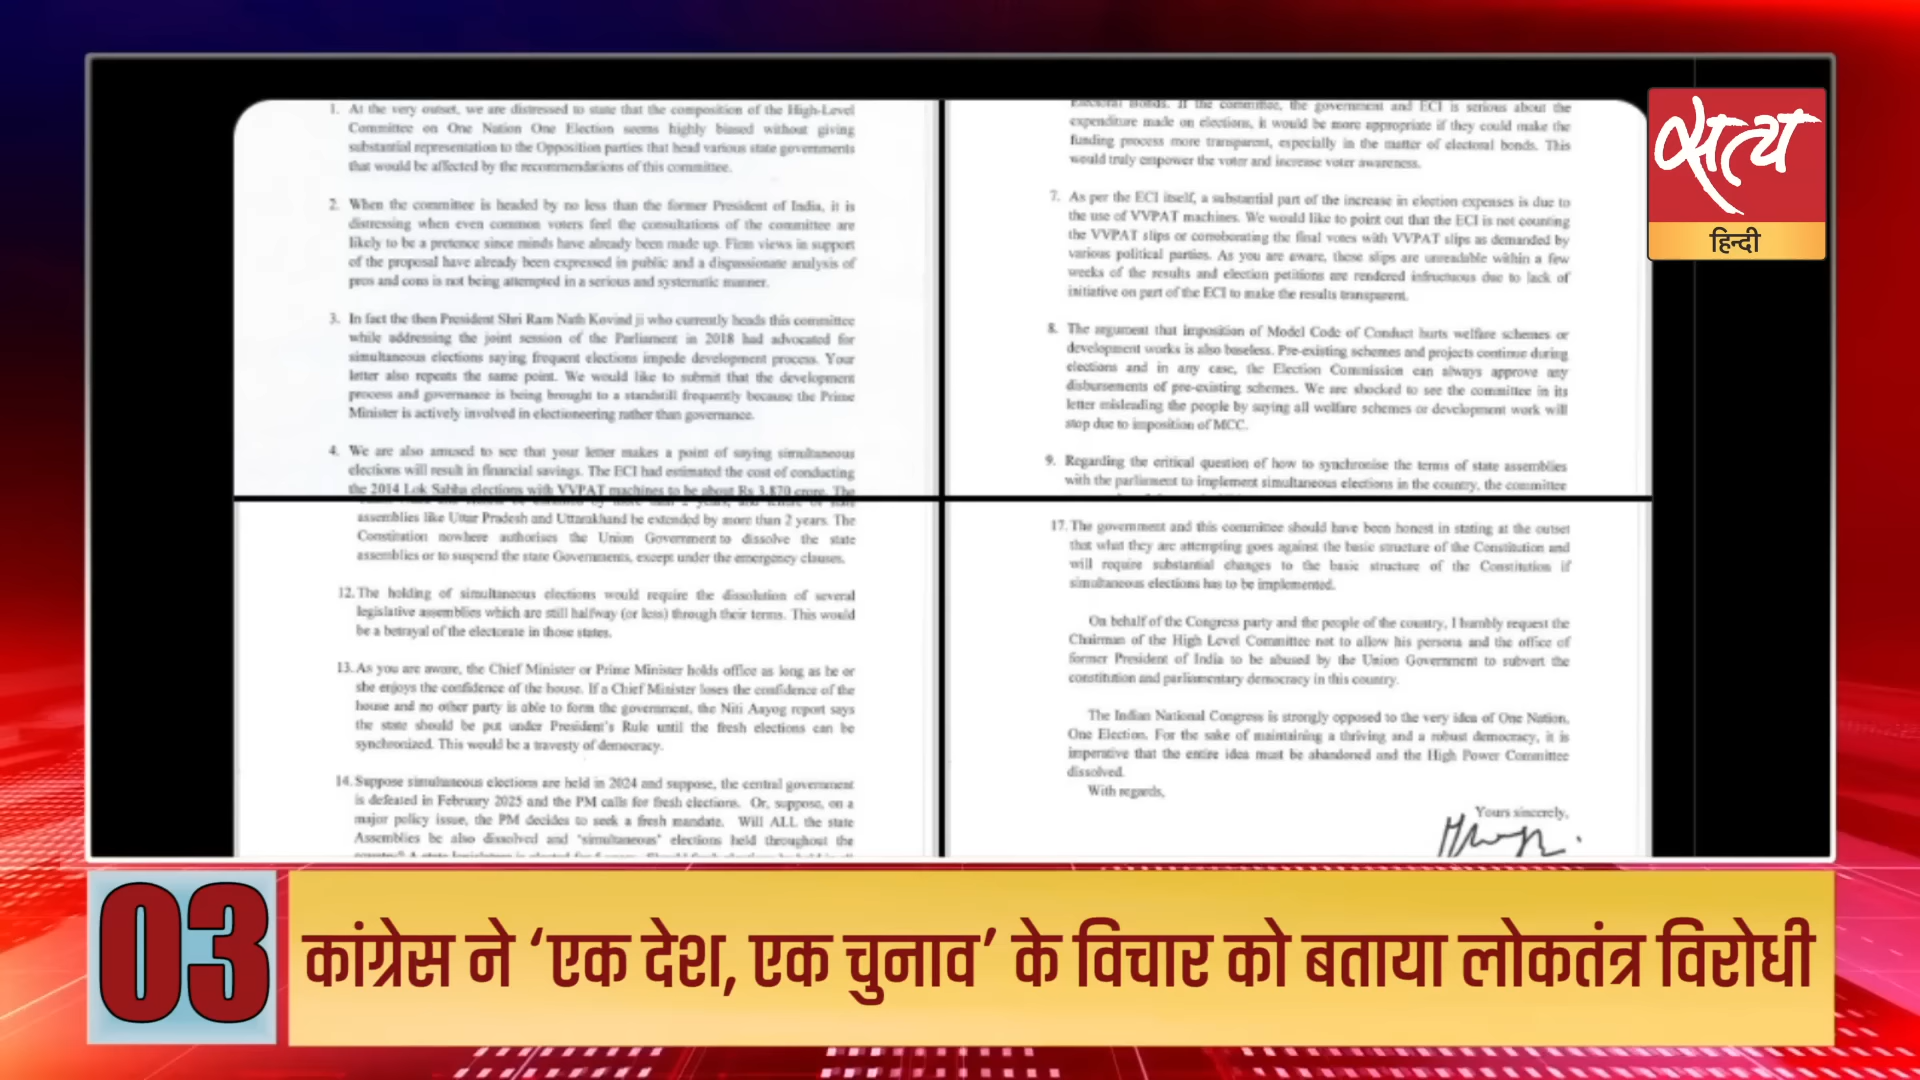 1. At the very outset, we are distressed to state that the composition of the High-Level
Committee on One Nation One Election seems highly biased without giving
substantial representation to the Opposition parties that head various state governments
that would be affected by the recommendations of this committee.
2. When the committee is headed by no less than the former President of India, it is
distressing when even common voters feel the consultations of the committee are
likely to be a pretence since minds have already been made up. Firm views in support
of the proposal have already been expressed in public and a dispassionate analysis of
pros and cons is not being attempted in a serious and systematic manner.
3. In fact the then President Shri Ram Nath Kovind ji who currently heads this committee
while addressing the joint session of the Parliament in 2018 had advocated for
simultaneous elections saying frequent elections impede development process. Your
letter also repeats the same point. We would like to submit that the development
process and governance is being brought to a standstill frequently because the Prime
Minister is actively involved in electioneering rather than governance.
4. We are also amused to see that your letter makes a point of saying simultaneous
elections will result in financial savings. The ECI had estimated the cost of conducting
the 2014 Lok Sabha elections with VVPAT machines to be about Rs 3,870 crore. The
Electoral Bonds. If the committee, the government and ECI is serious about the
expenditure made on elections, it would be more appropriate if they could make the
funding process more transparent, especially in the matter of electoral bonds. This
would truly empower the voter and increase voter awareness.
7. As per the ECI itself, a substantial part of the increase in election expenses is due to
the use of VVPAT machines. We would like to point out that the ECI is not counting
the VVPAT slips or corroborating the final votes with VVPAT slips as demanded by
various political parties. As you are aware, these slips are unreadable within a few
weeks of the results and election petitions are rendered infructuous due to lack of
initiative on part of the ECI to make the results transparent.
8. The argument that imposition of Model Code of Conduct hurts welfare schemes or
development works is also baseless. Pre-existing schemes and projects continue during
elections and in any case, the Election Commission can always approve any
disbursements of pre-existing schemes. We are shocked to see the committee in its
letter misleading the people by saying all welfare schemes or development work will
stop due to imposition of MCC.
9. Regarding the critical question of how to synchronise the terms of state assemblies
with the parliament to implement simultaneous elections in the country, the committee
assemblies like Uttar Pradesh and Uttarakhand be extended by more than 2 years. The
Constitution nowhere authorises the Union Government to dissolve the state
assemblies or to suspend the state Governments, except under the emergency clauses.
12. The holding of simultaneous elections would require the dissolution of several
legislative assemblies which are still halfway (or less) through their terms. This would
be a betrayal of the electorate in those states.
13. As you are aware, the Chief Minister or Prime Minister holds office as long as he or
she enjoys the confidence of the house. If a Chief Minister loses the confidence of the
house and no other party is able to form the government, the Niti Aayog report says
the state should be put under President's Rule until the fresh elections can be
synchronized. This would be a travesty of democracy.
14. Suppose simultaneous elections are held in 2024 and suppose, the central government
is defeated in February 2025 and the PM calls for fresh elections. Or, suppose, on a
major policy issue, the PM decides to seek a fresh mandate. Will ALL the state
Assemblies be also dissolved and "simultaneous" elections held throughout the
17. The government and this committee should have been honest in stating at the outset
that what they are attempting goes against the basic structure of the Constitution and
will require substantial changes to the basic structure of the Constitution if
simultaneous elections has to be implemented.
On behalf of the Congress party and the people of the country, I humbly request the
Chairman of the High Level Committee not to allow his persona and the office of
former President of India to be abused by the Union Government to subvert the
constitution and parliamentary democracy in this country.
The Indian National Congress is strongly opposed to the very idea of One Nation,
One Election. For the sake of maintaining a thriving and a robust democracy, it is
imperative that the entire idea must be abandoned and the High Power Committee
dissolved.
With regards,
Yours sincerely,
सत्य
हिन्दी
03
कांग्रेस ने ‘एक देश, एक चुनाव’ के विचार को बताया लोकतंत्र विरोधी